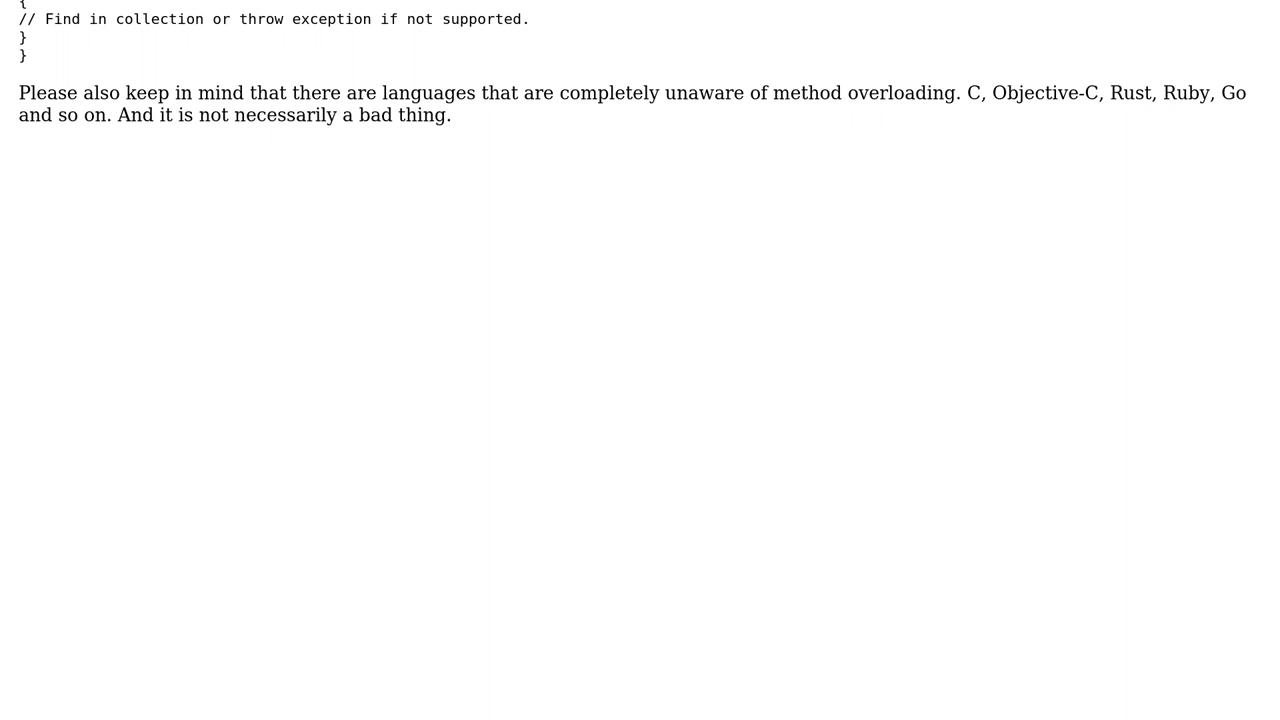 {
// Find in collection or throw exception if not supported.
}
}
Please also keep in mind that there are languages that are completely unaware of method overloading. C, Objective-C, Rust, Ruby, Go
and so on. And it is not necessarily a bad thing.